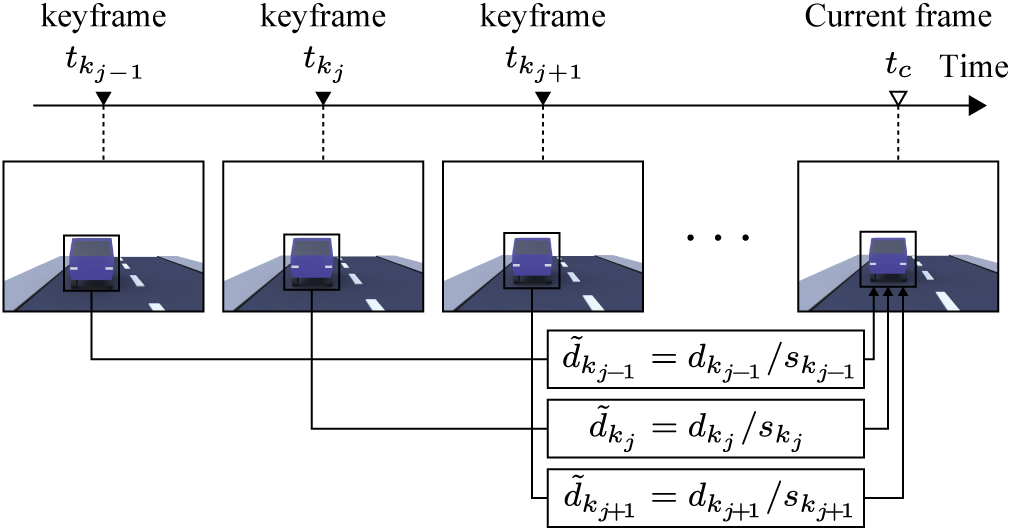 keyframe keyframe keyframe Current frame
t_{k_{j-1}} t_{k_j} t_{k_{j+1}} t_c Time
. . .
\tilde{d}_{k_{j-1}} = d_{k_{j-1}}/s_{k_{j-1}}
\tilde{d}_{k_j} = d_{k_j}/s_{k_j}
\tilde{d}_{k_{j+1}} = d_{k_{j+1}}/s_{k_{j+1}}